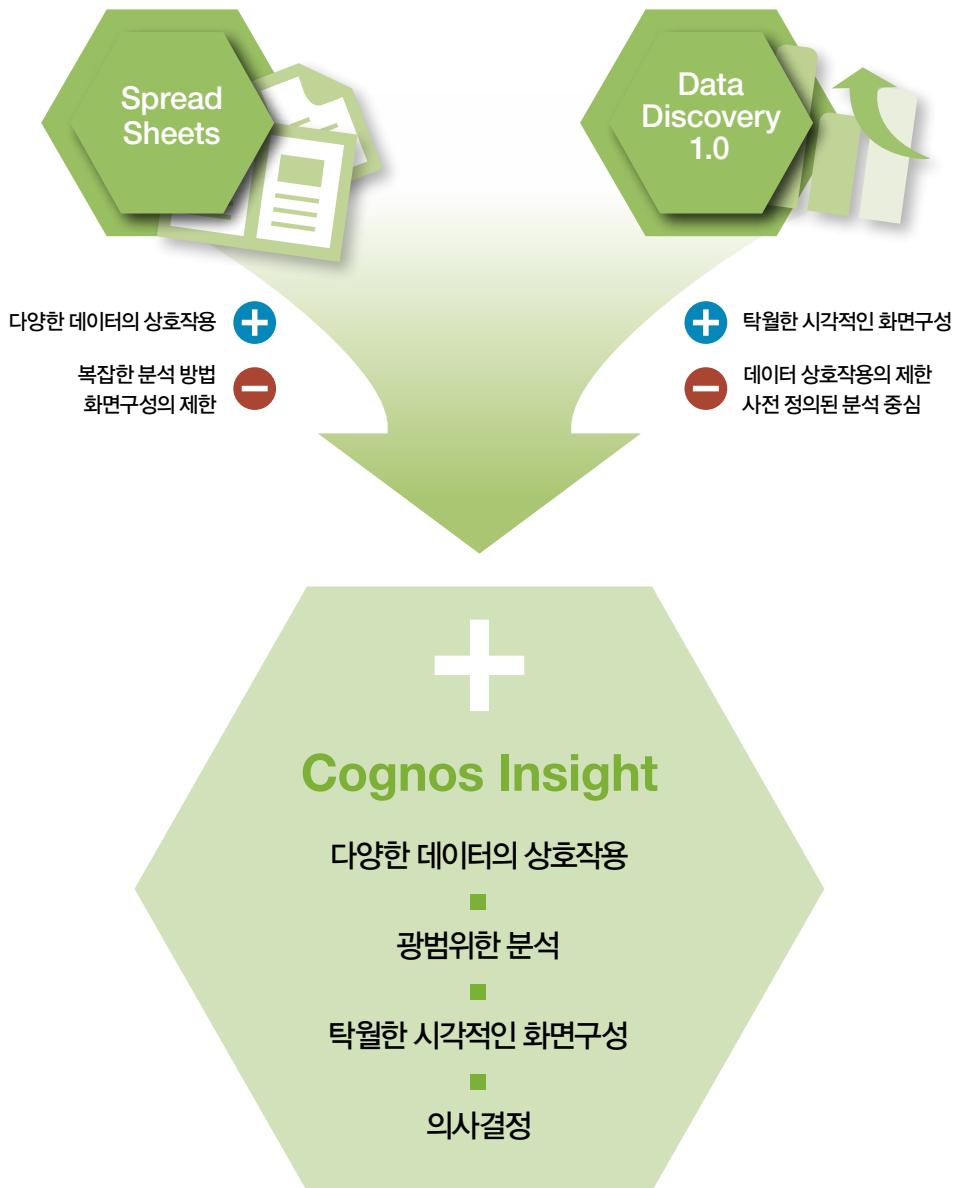 Spread
Sheets
Data
Discovery
1.0
다양한 데이터의 상호작용
복잡한 분석 방법
화면구성의 제한
탁월한 시각적인 화면구성
데이터 상호작용의 제한
사전 정의된 분석 중심
Cognos Insight
다양한 데이터의 상호작용
광범위한 분석
탁월한 시각적인 화면구성
의사결정